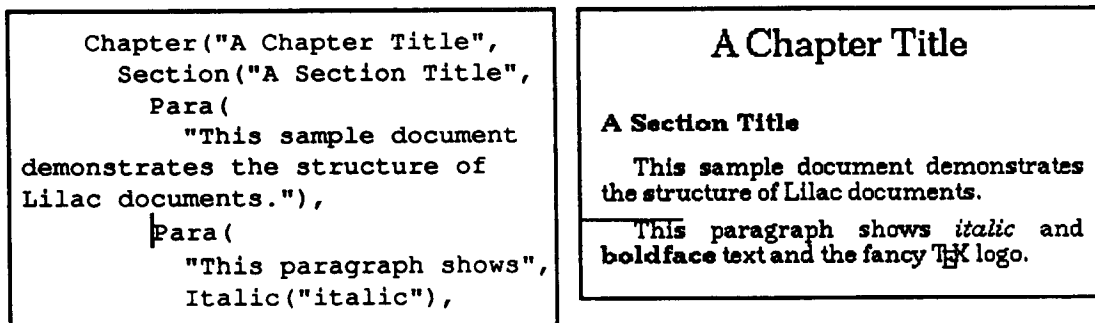 Chapter("A Chapter Title",
Section("A Section Title",
Para(
"This sample document
demonstrates the structure of
Lilac documents."),
Para(
"This paragraph shows",
Italic("italic"),
A Chapter Title
A Section Title
This sample document demonstrates
the structure of Lilac documents.
This paragraph shows italic and
boldface text and the fancy TEX logo.